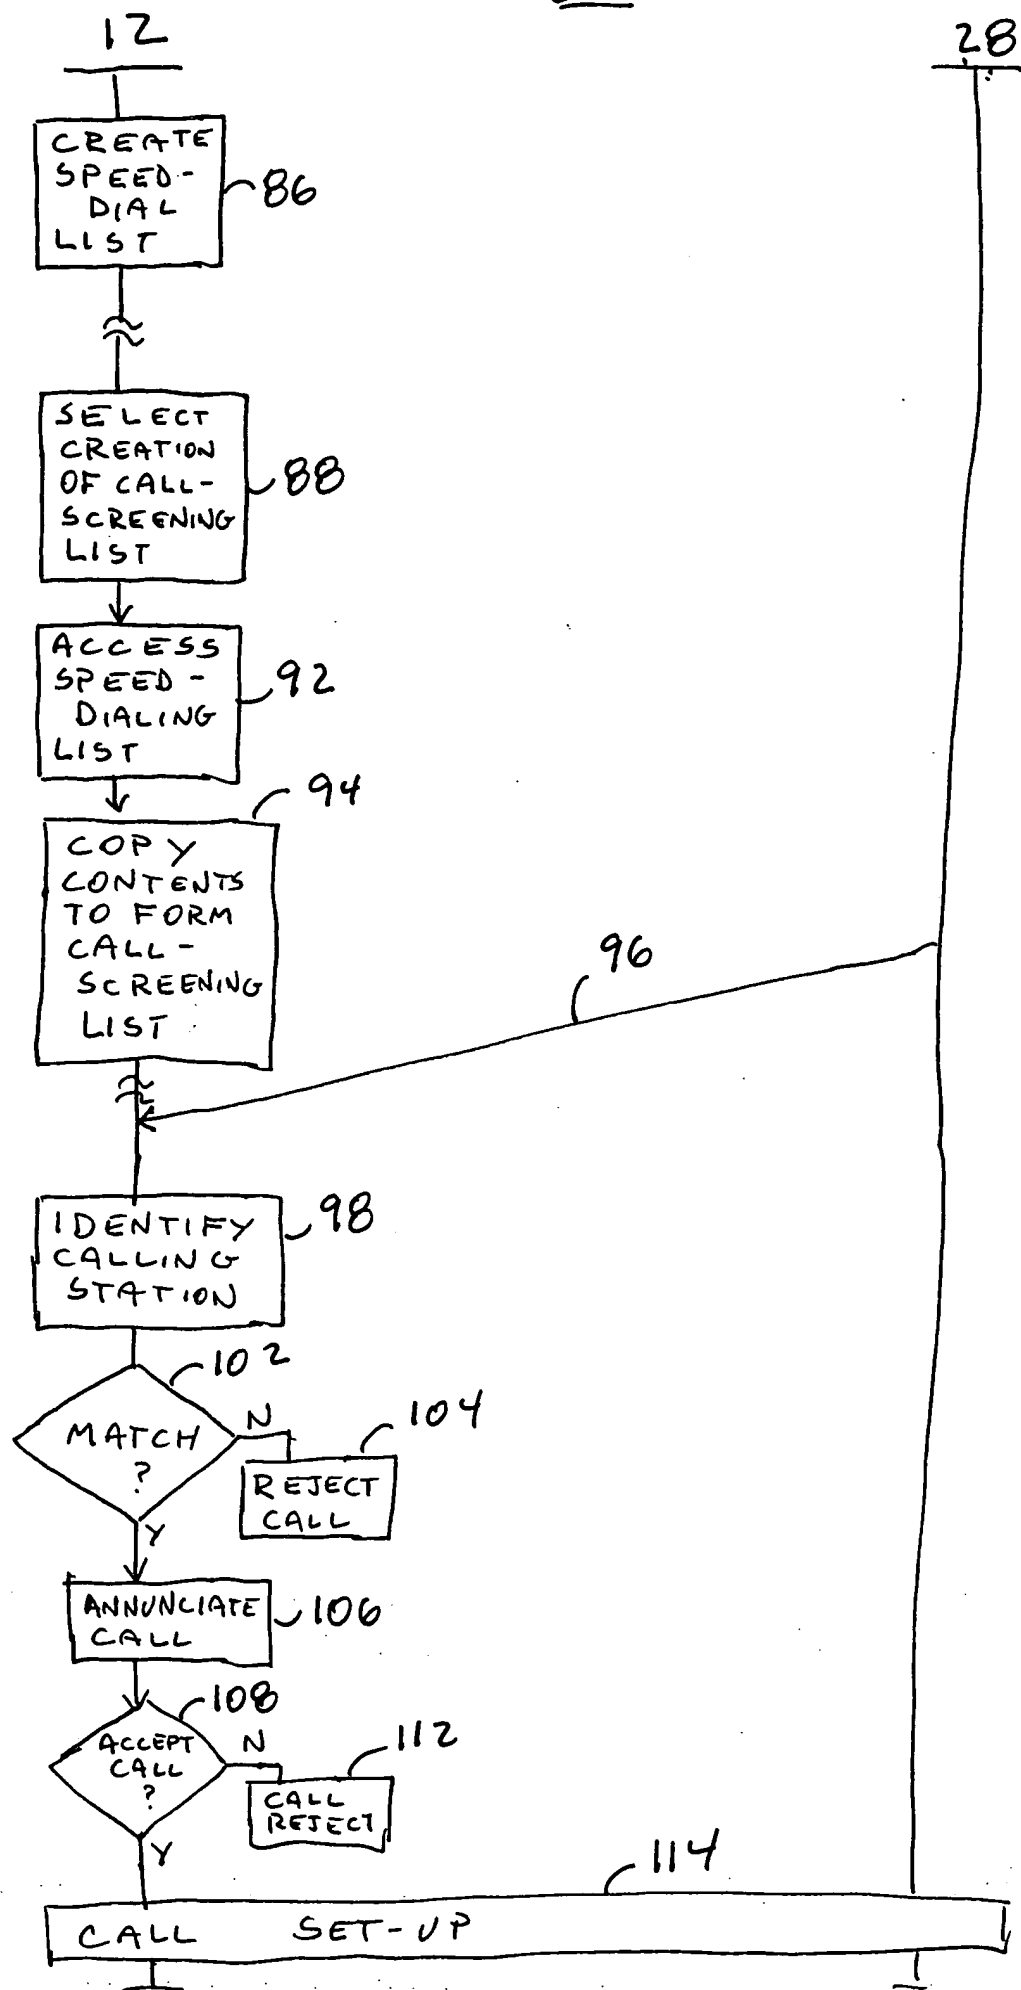 12
28
CREATE
SPEED-
DIAL
LIST
86
SELECT
CREATION
OF CALL-
SCREENING
LIST
88
ACCESS
SPEED-
DIALING
LIST
92
94
COPY
CONTENTS
TO FORM
CALL-
SCREENING
LIST
96
98
IDENTIFY
CALLING
STATION
102
MATCH
?
N
104
REJECT
CALL
Y
ANNUNCIATE
CALL
106
108
ACCEPT
CALL
?
N
112
CALL
REJECT
Y
114
CALL SET-UP